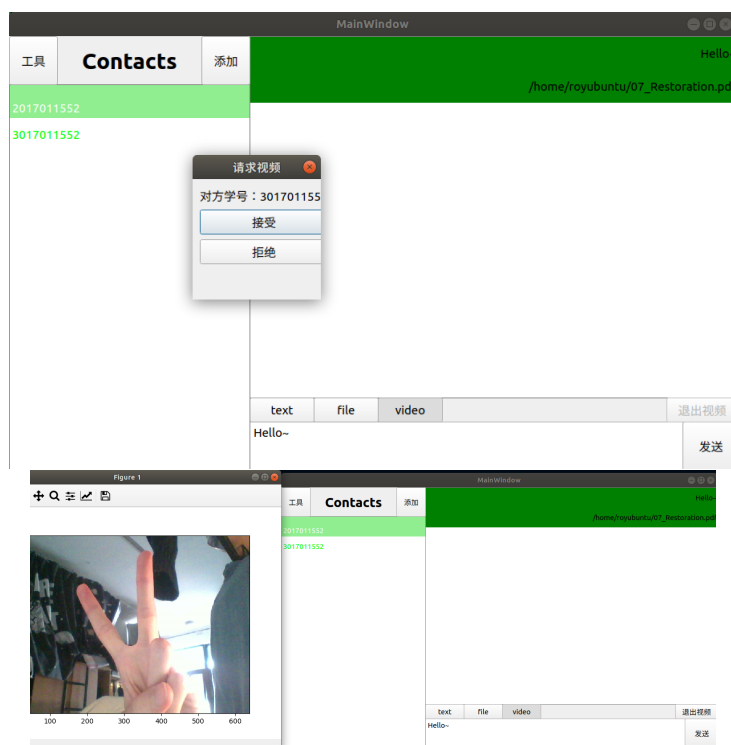 MainWindow
工具 Contacts 添加
Hello~
/home/royubuntu/07_Restoration.pd
2017011552
3017011552
请求视频
对方学号：301701155
接受
拒绝
text file video 退出视频
Hello~
发送
Figure 1
MainWindow
工具 Contacts 添加
Hello~
/home/royubuntu/07_Restoration.pdf
2017011552
3017011552
100 200 300 400 500 600
text file video 退出视频
Hello~
发送